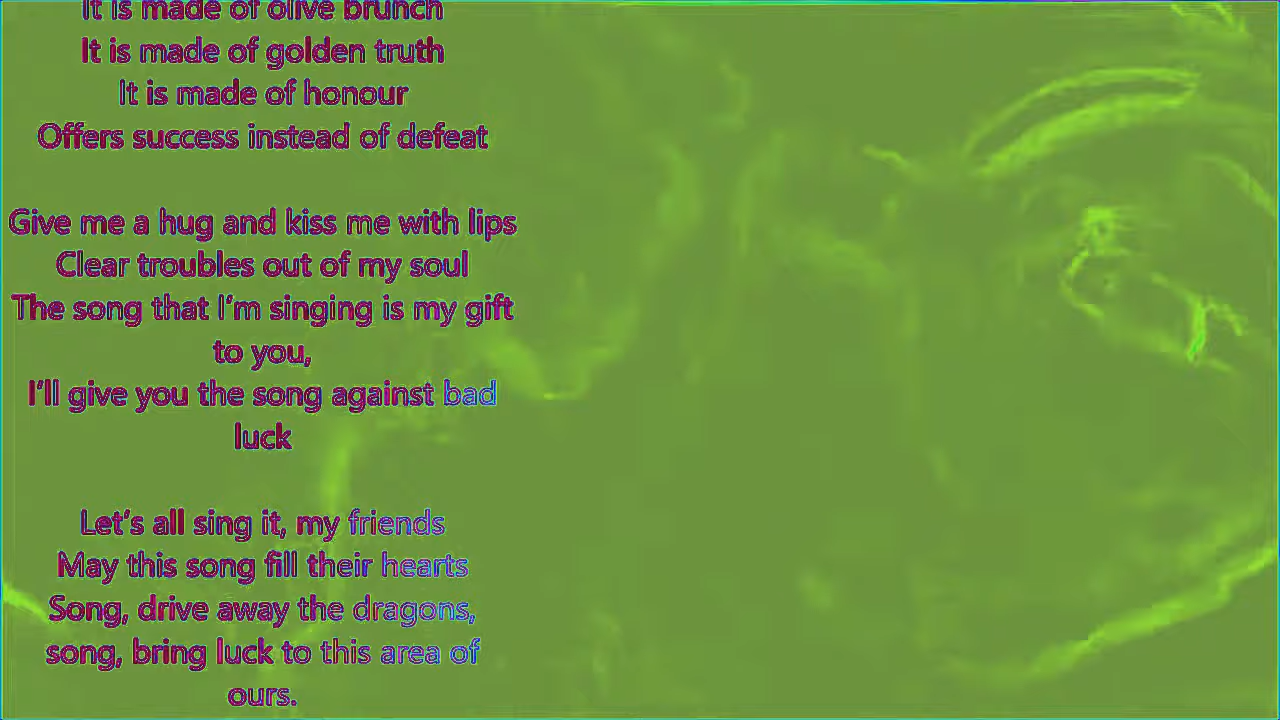 It is made of olive brunch
It is made of golden truth
It is made of honour
Offers success instead of defeat
Give me a hug and kiss me with lips
Clear troubles out of my soul
The song that I'm singing is my gift
to you,
I'll give you the song against bad
luck
Let's all sing it, my friends
May this song fill their hearts
Song, drive away the dragons,
song, bring luck to this area of
ours.